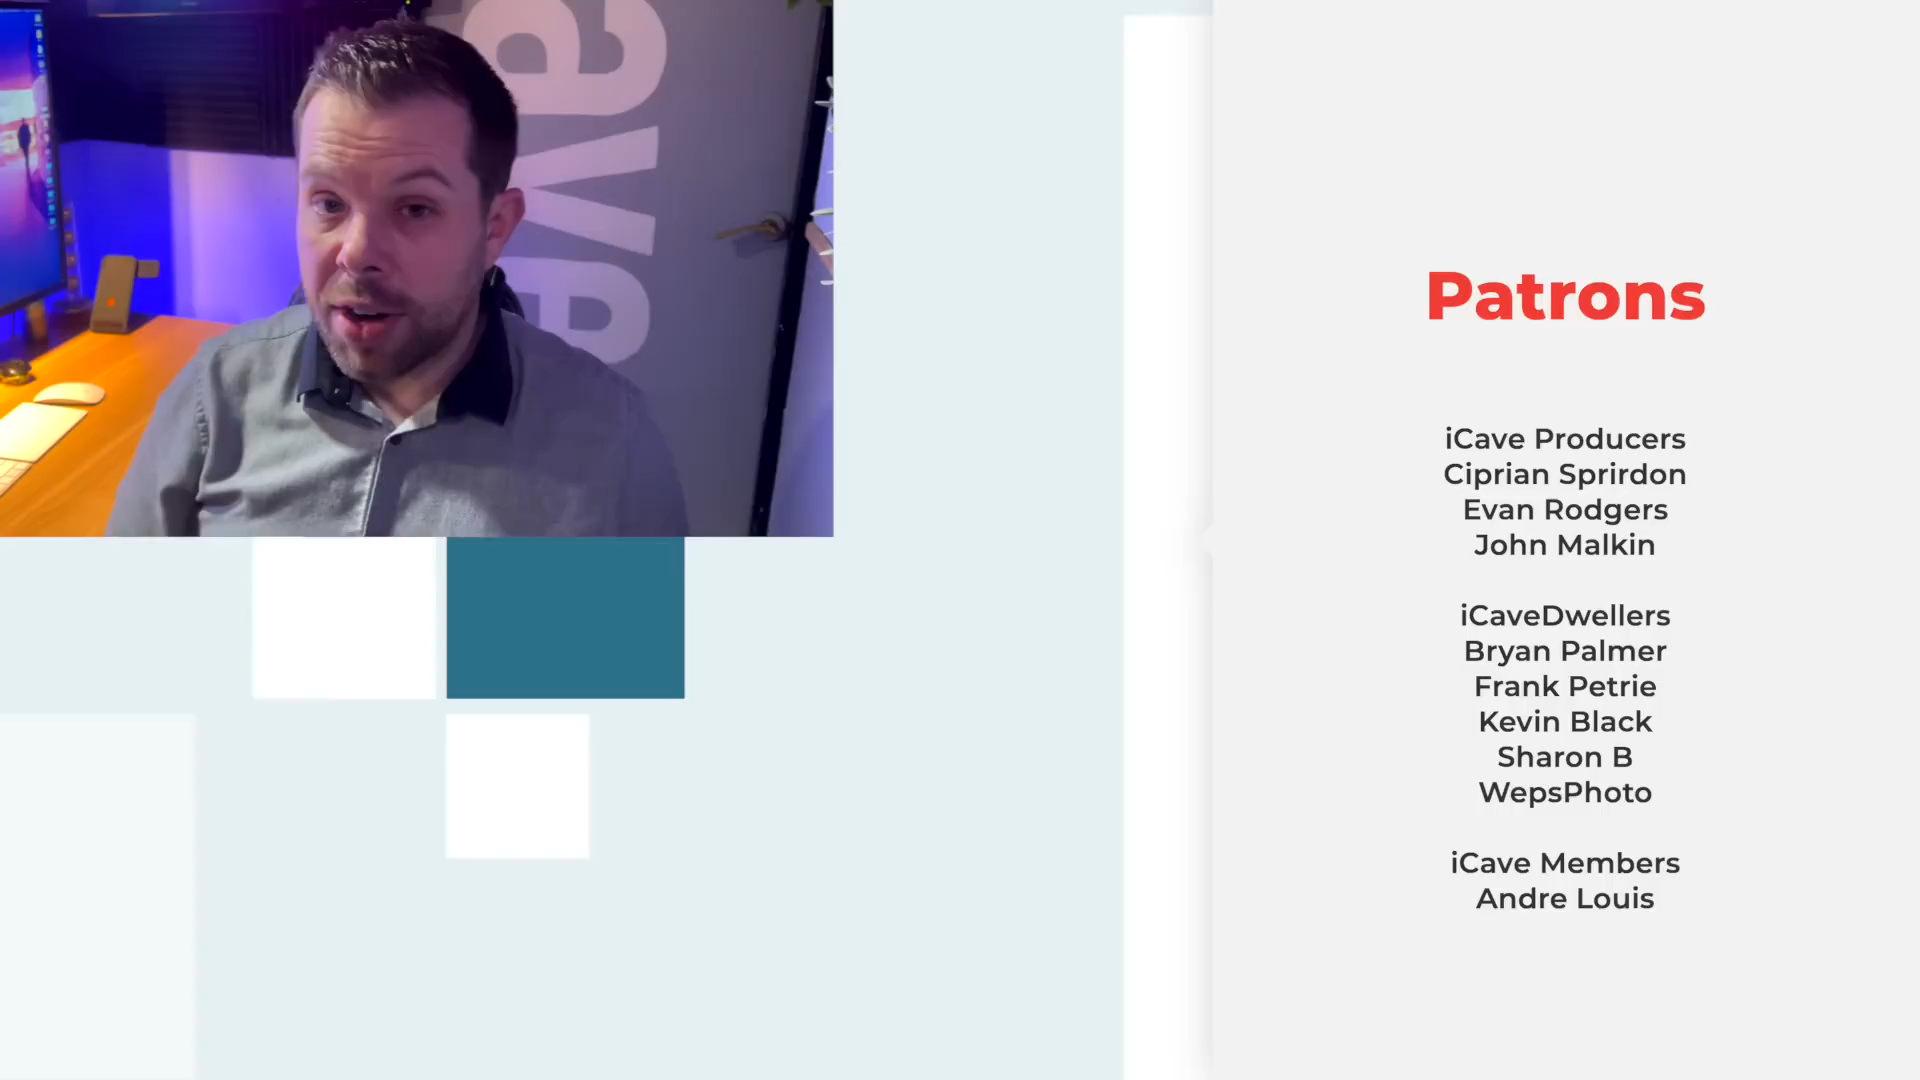 ave
Patrons
iCave Producers
Ciprian Sprirdon
Evan Rodgers
John Malkin
iCaveDwellers
Bryan Palmer
Frank Petrie
Kevin Black
Sharon B
WepsPhoto
iCave Members
Andre Louis